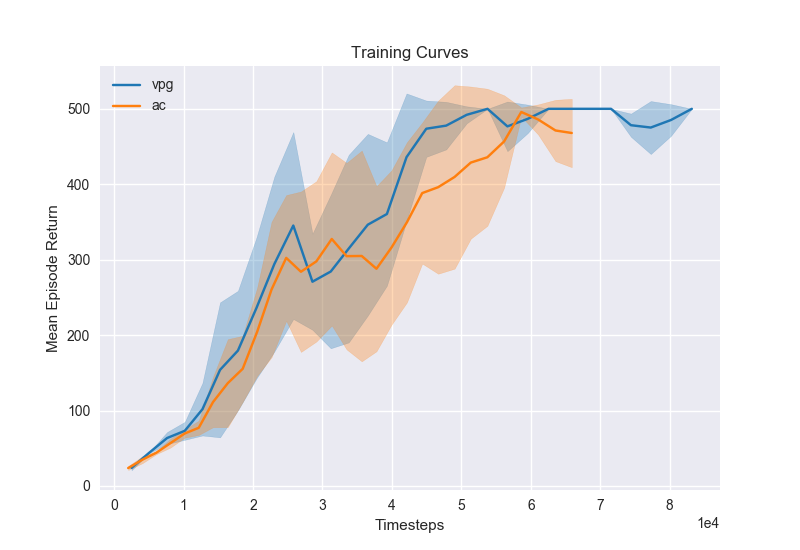 Training Curves
vpg
ac
500
400
300
200
100
0
Mean Episode Return
0 1 2 3 4 5 6 7 8
Timesteps
1e4